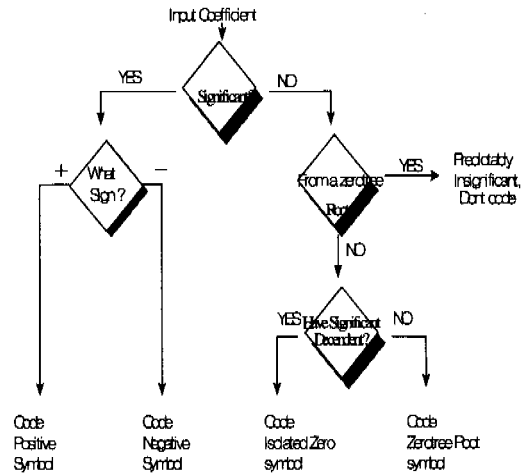 Input Coefficient
YES
Significant?
NO
+
What
Sign ?
−
From a zerotree
Root
YES
Predictably
Insignificant,
Dont code
NO
YES
Have Significant
Decendent?
NO
Code
Positive
Symbol
Code
Negative
Symbol
Code
Isolated Zero
symbol
Code
Zerotree Root
symbol